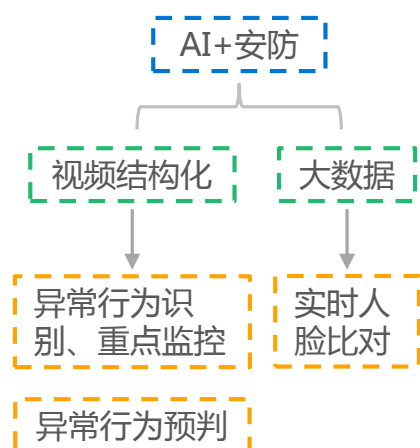 AI+安防
视频结构化
大数据
异常行为识
别、重点监控
实时人
脸比对
异常行为预判